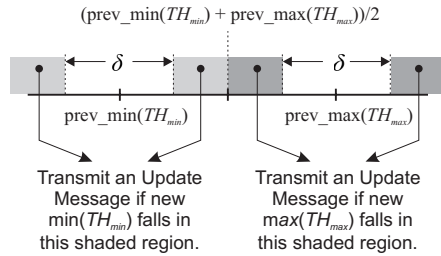 (prev_min(TH_min) + prev_max(TH_max))/2
δ δ
prev_min(TH_min) prev_max(TH_max)
Transmit an Update
Message if new
min(TH_min) falls in
this shaded region.
Transmit an Update
Message if new
max(TH_max) falls in
this shaded region.